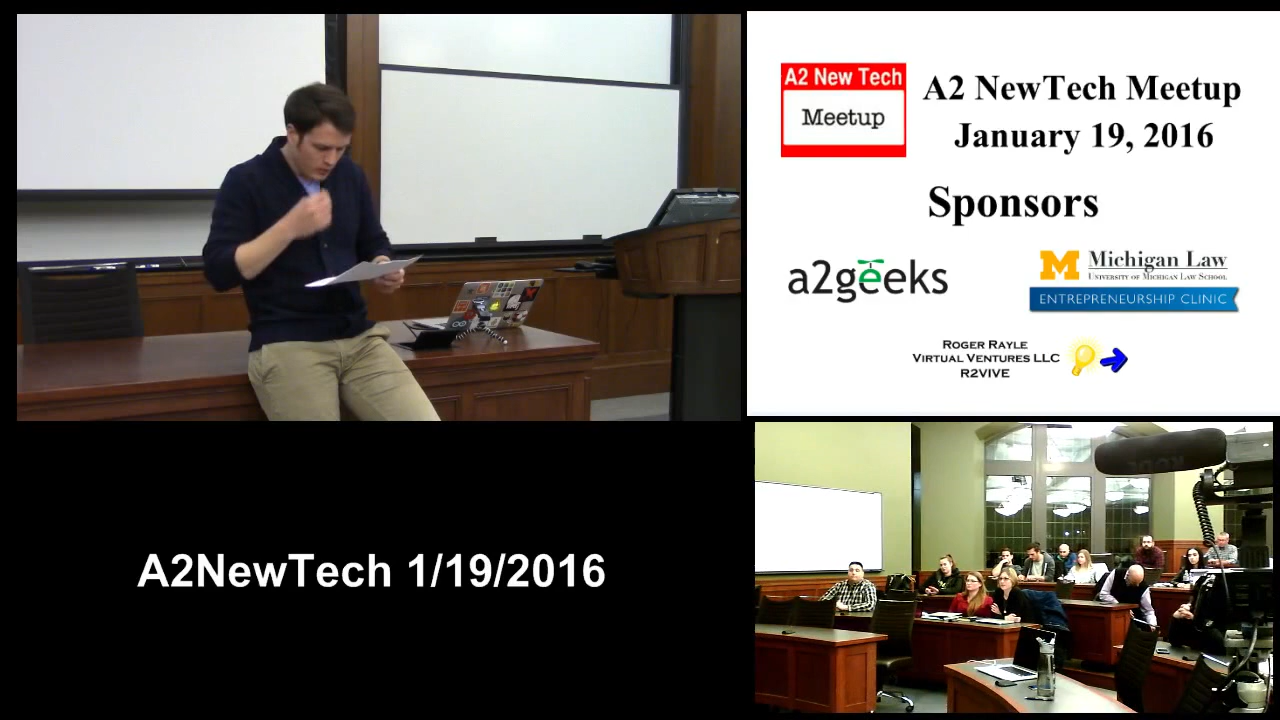 A2 New Tech
Meetup
A2 NewTech Meetup
January 19, 2016
Sponsors
a2geeks
M
Michigan Law
UNIVERSITY OF MICHIGAN LAW SCHOOL
ENTREPRENEURSHIP CLINIC
ROGER RAYLE
VIRTUAL VENTURES LLC
R2VIVE
A2NewTech 1/19/2016
RODE